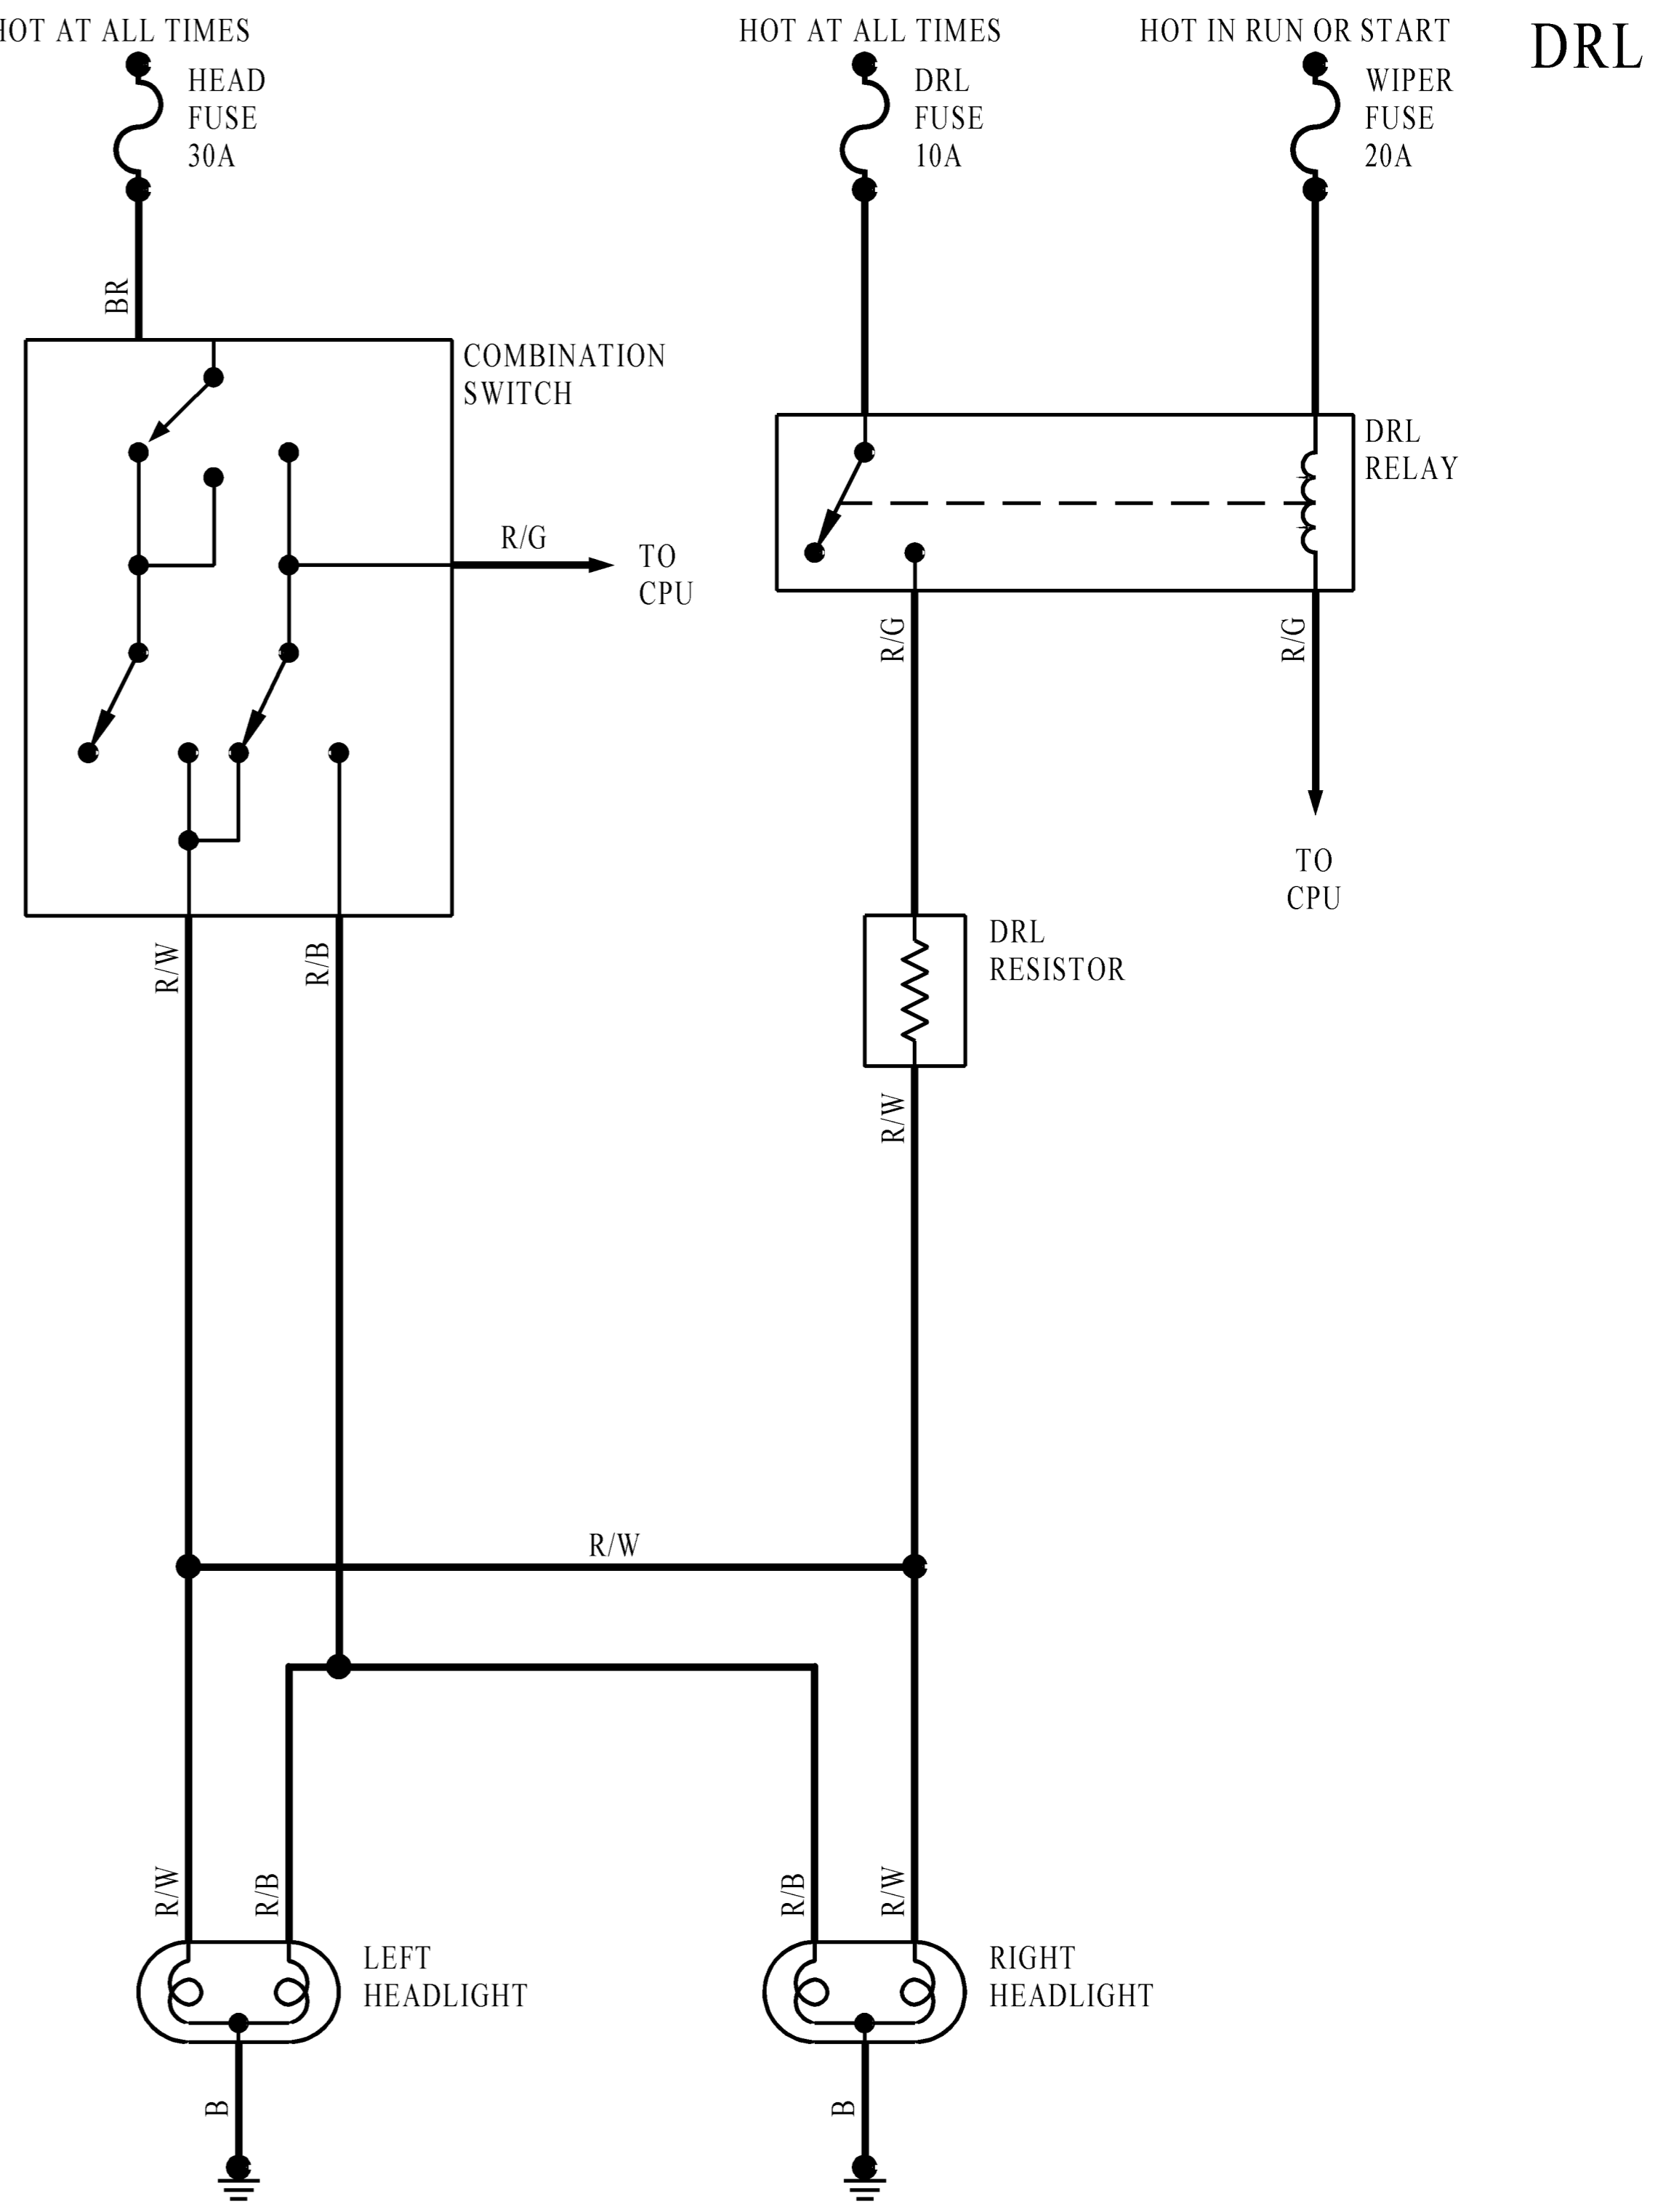 HOT AT ALL TIMES
HOT AT ALL TIMES
HOT IN RUN OR START
DRL
HEAD
FUSE
30A
DRL
FUSE
10A
WIPER
FUSE
20A
BR
COMBINATION
SWITCH
R/G
TO
CPU
DRL
RELAY
R/G
R/G
TO
CPU
R/W
R/B
DRL
RESISTOR
R/W
R/W
R/W
R/B
R/B
R/W
LEFT
HEADLIGHT
RIGHT
HEADLIGHT
B
B